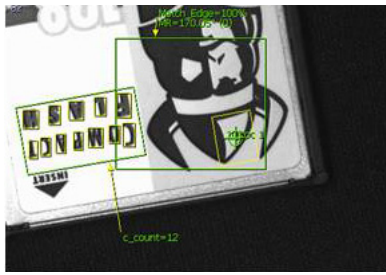 Match_Edge=100%
COMPACT
FLASH
INSERT
c_count=12